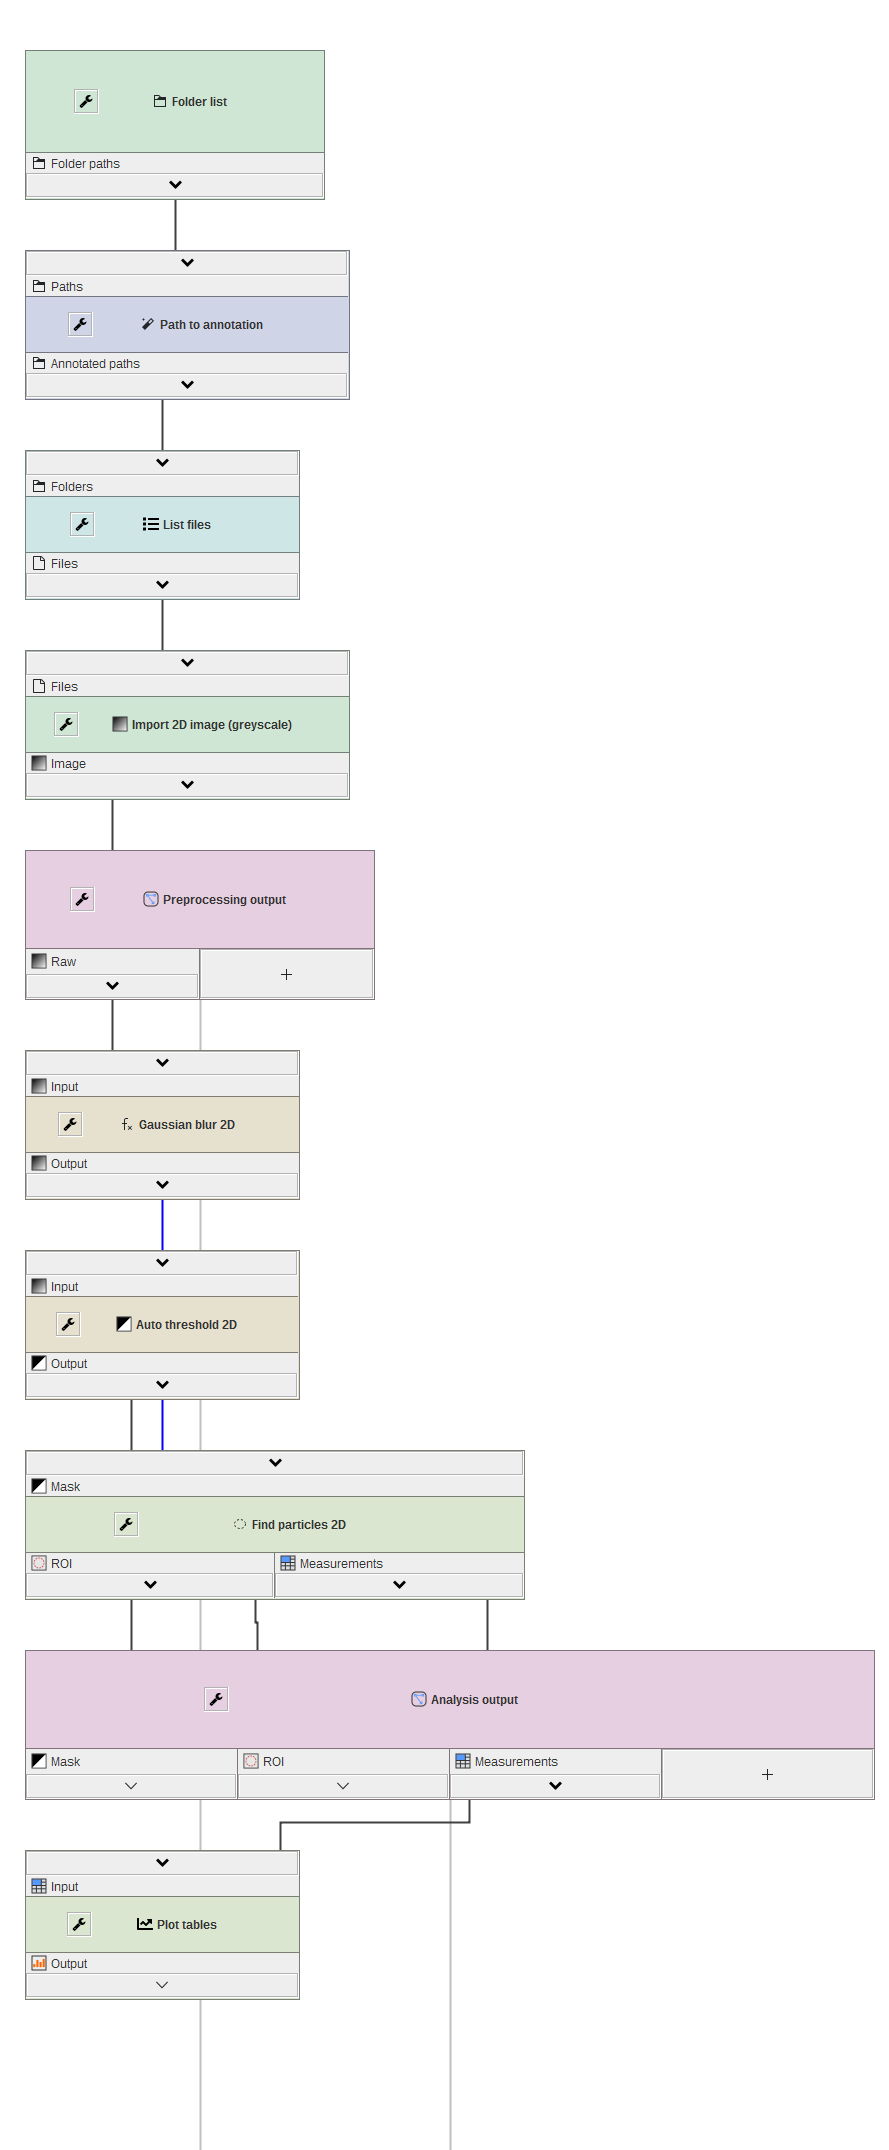 Folder list
Folder paths
Paths
Path to annotation
Annotated paths
Folders
List files
Files
Files
Import 2D image (greyscale)
Image
Preprocessing output
Raw
Input
Gaussian blur 2D
Output
Input
Auto threshold 2D
Output
Mask
Find particles 2D
ROI Measurements
Analysis output
Mask ROI Measurements
Input
Plot tables
Output